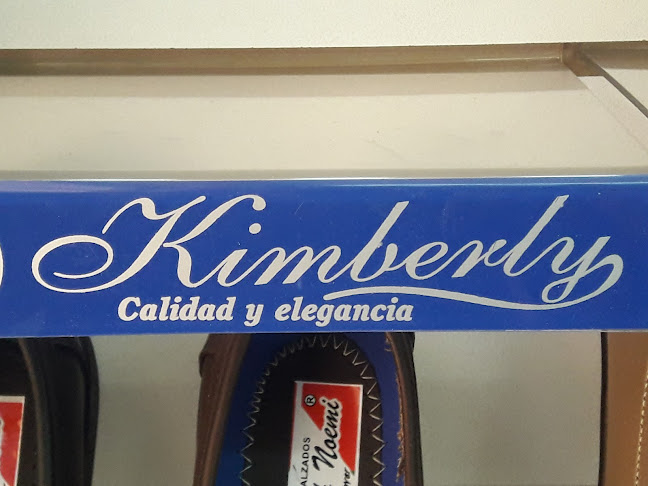 Kimberly
Calidad y elegancia
®
Noemi